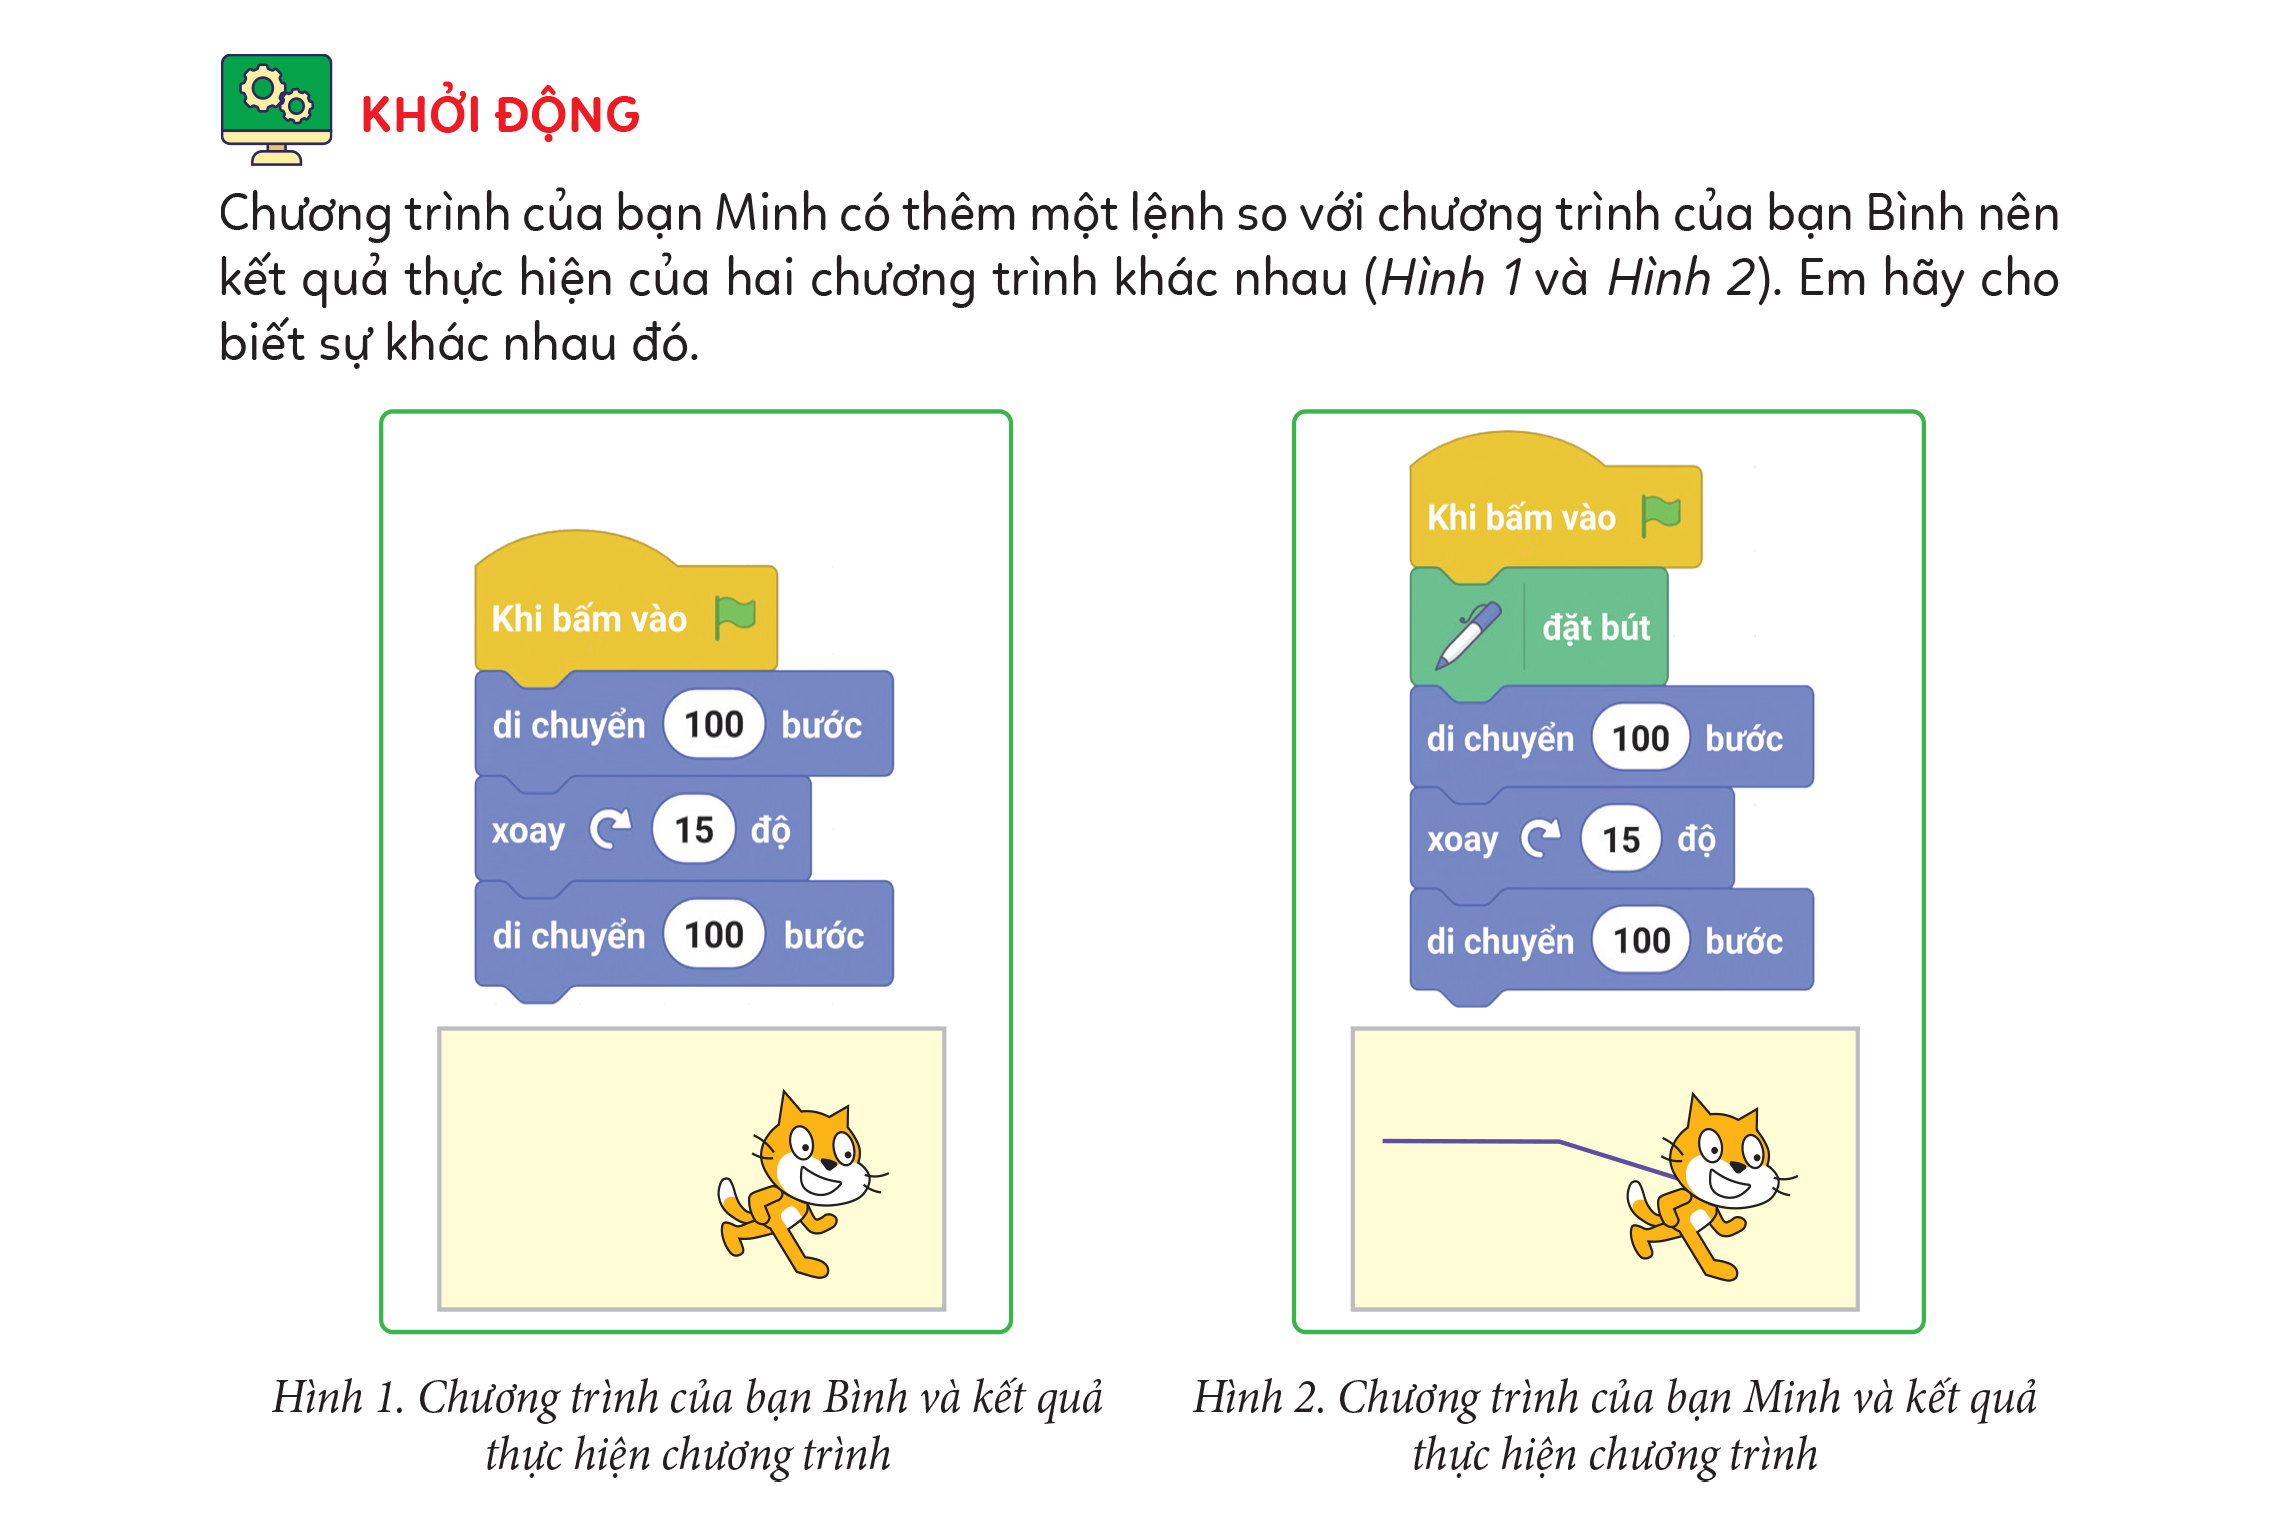 KHỞI ĐỘNG
Chương trình của bạn Minh có thêm một lệnh so với chương trình của bạn Bình nên
kết quả thực hiện của hai chương trình khác nhau (Hình 1 và Hình 2). Em hãy cho
biết sự khác nhau đó.
Khi bấm vào
di chuyển 100 bước
xoay 15 độ
di chuyển 100 bước
Khi bấm vào
đặt bút
di chuyển 100 bước
xoay 15 độ
di chuyển 100 bước
Hình 1. Chương trình của bạn Bình và kết quả
thực hiện chương trình
Hình 2. Chương trình của bạn Minh và kết quả
thực hiện chương trình